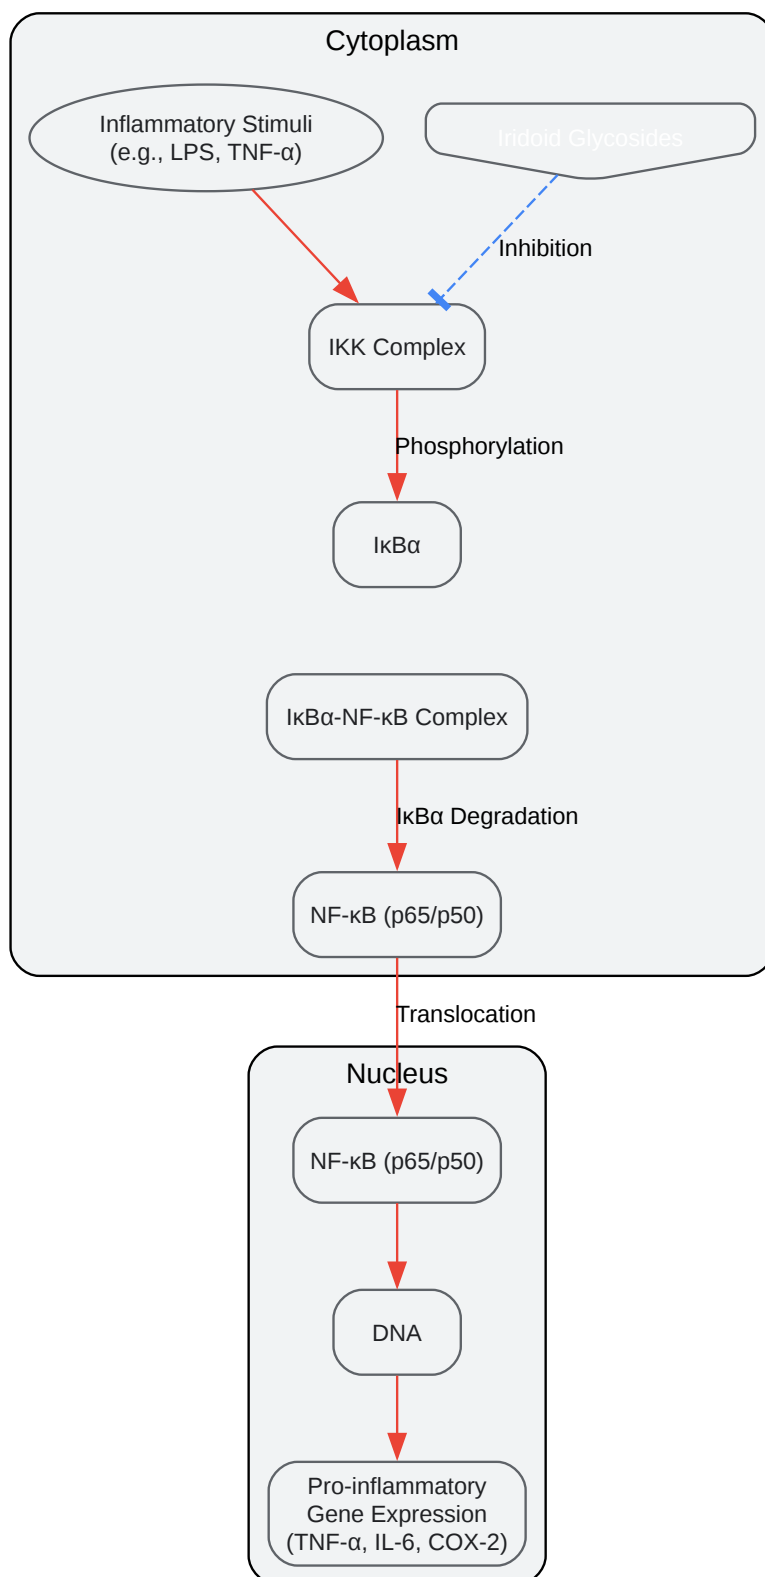 Cytoplasm
Inflammatory Stimuli
(e.g., LPS, TNF-α)
Iridoid Glycosides
Inhibition
IKK Complex
Phosphorylation
IκBα
IκBα-NF-κB Complex
IκBα Degradation
NF-κB (p65/p50)
Translocation
Nucleus
NF-κB (p65/p50)
DNA
Pro-inflammatory
Gene Expression
(TNF-α, IL-6, COX-2)